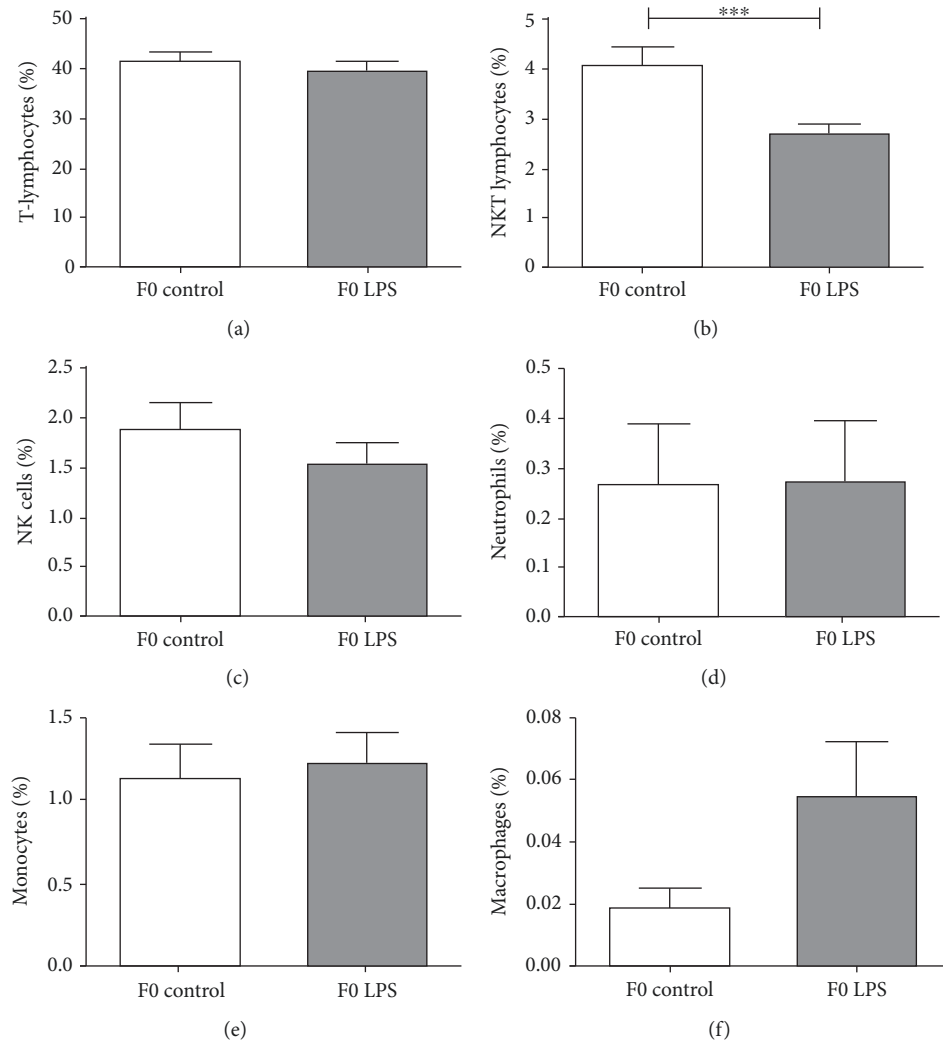 50
40
30
20
10
0
T-lymphocytes (%)
F0 control
F0 LPS
(a)
5
4
3
2
1
0
NKT lymphocytes (%)
***
F0 control
F0 LPS
(b)
2.5
2.0
1.5
1.0
0.5
0.0
NK cells (%)
F0 control
F0 LPS
(c)
0.5
0.4
0.3
0.2
0.1
0.0
Neutrophils (%)
F0 control
F0 LPS
(d)
1.5
1.0
0.5
0.0
Monocytes (%)
F0 control
F0 LPS
(e)
0.08
0.06
0.04
0.02
0.00
Macrophages (%)
F0 control
F0 LPS
(f)